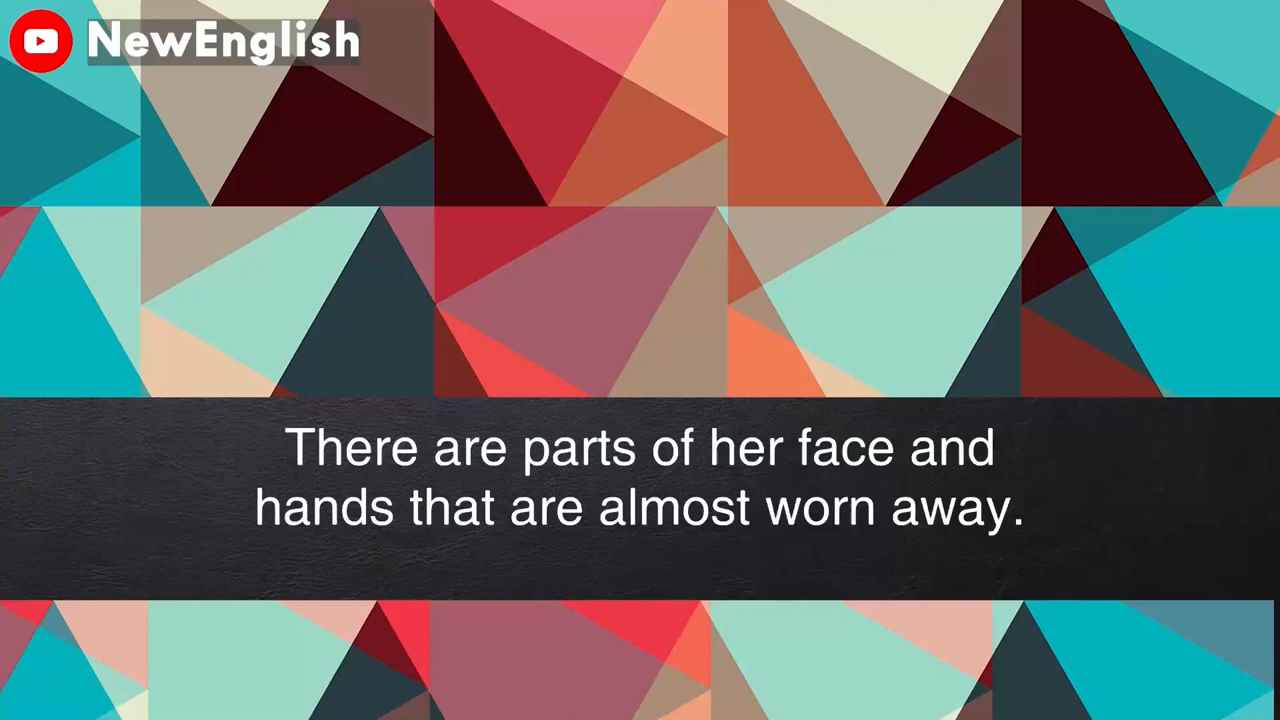 NewEnglish
There are parts of her face and
hands that are almost worn away.